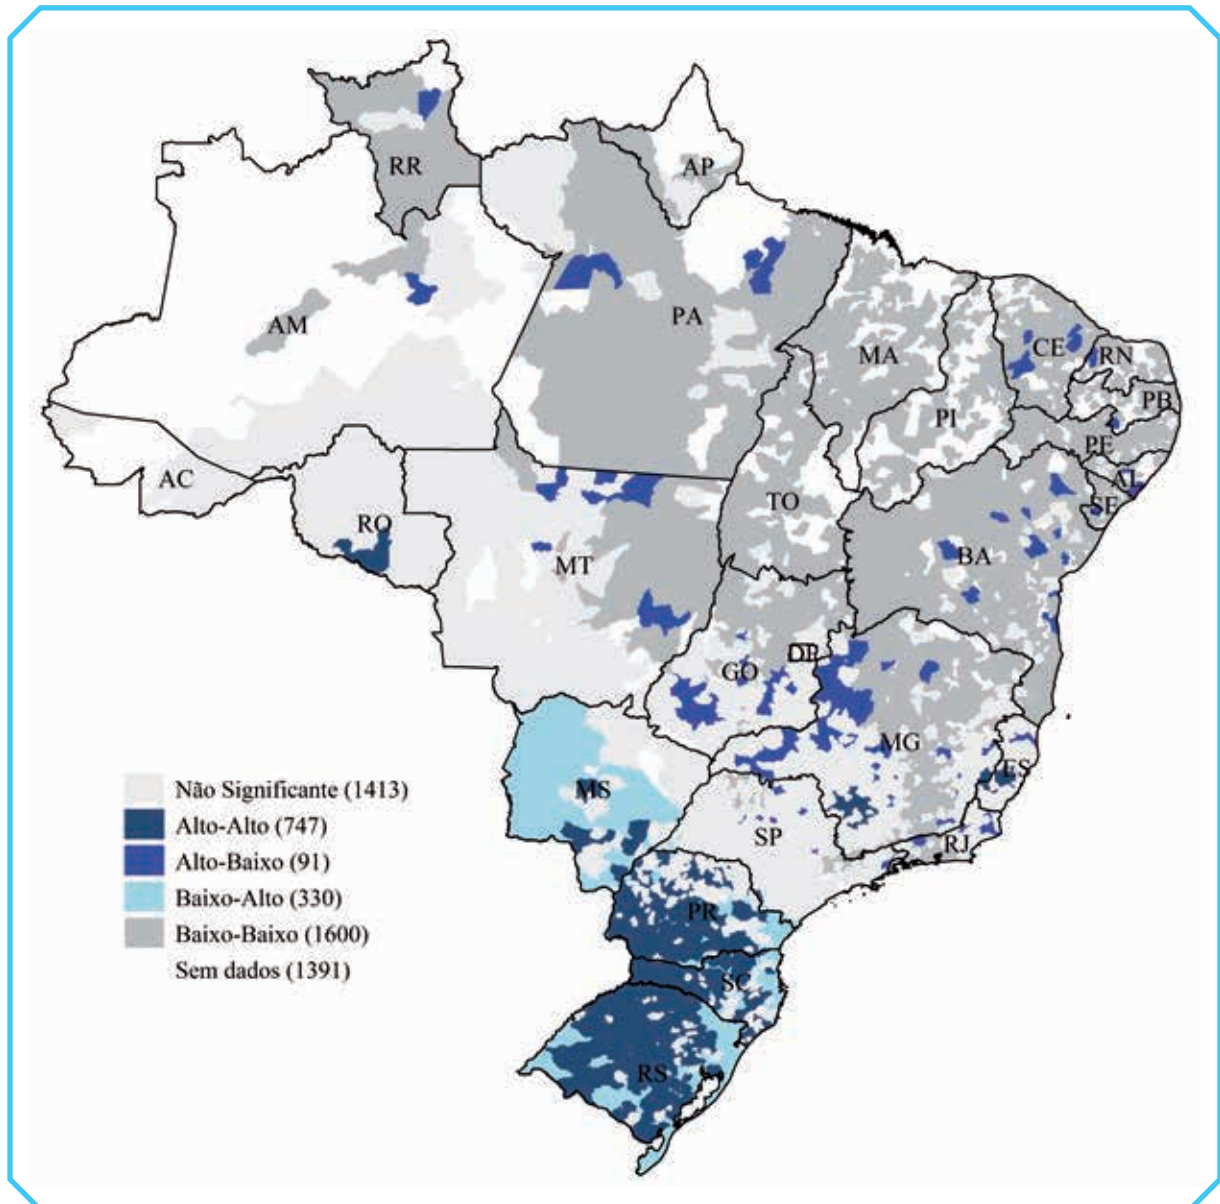 RR
AP
AM
PA
MA
CE
RN
PB
PI
PE
AC
AL
TO
SE
RO
BA
MT
DF
GO
MG
ES
MS
SP
RJ
PR
SC
RS
Não Significante (1413)
Alto-Alto (747)
Alto-Baixo (91)
Baixo-Alto (330)
Baixo-Baixo (1600)
Sem dados (1391)